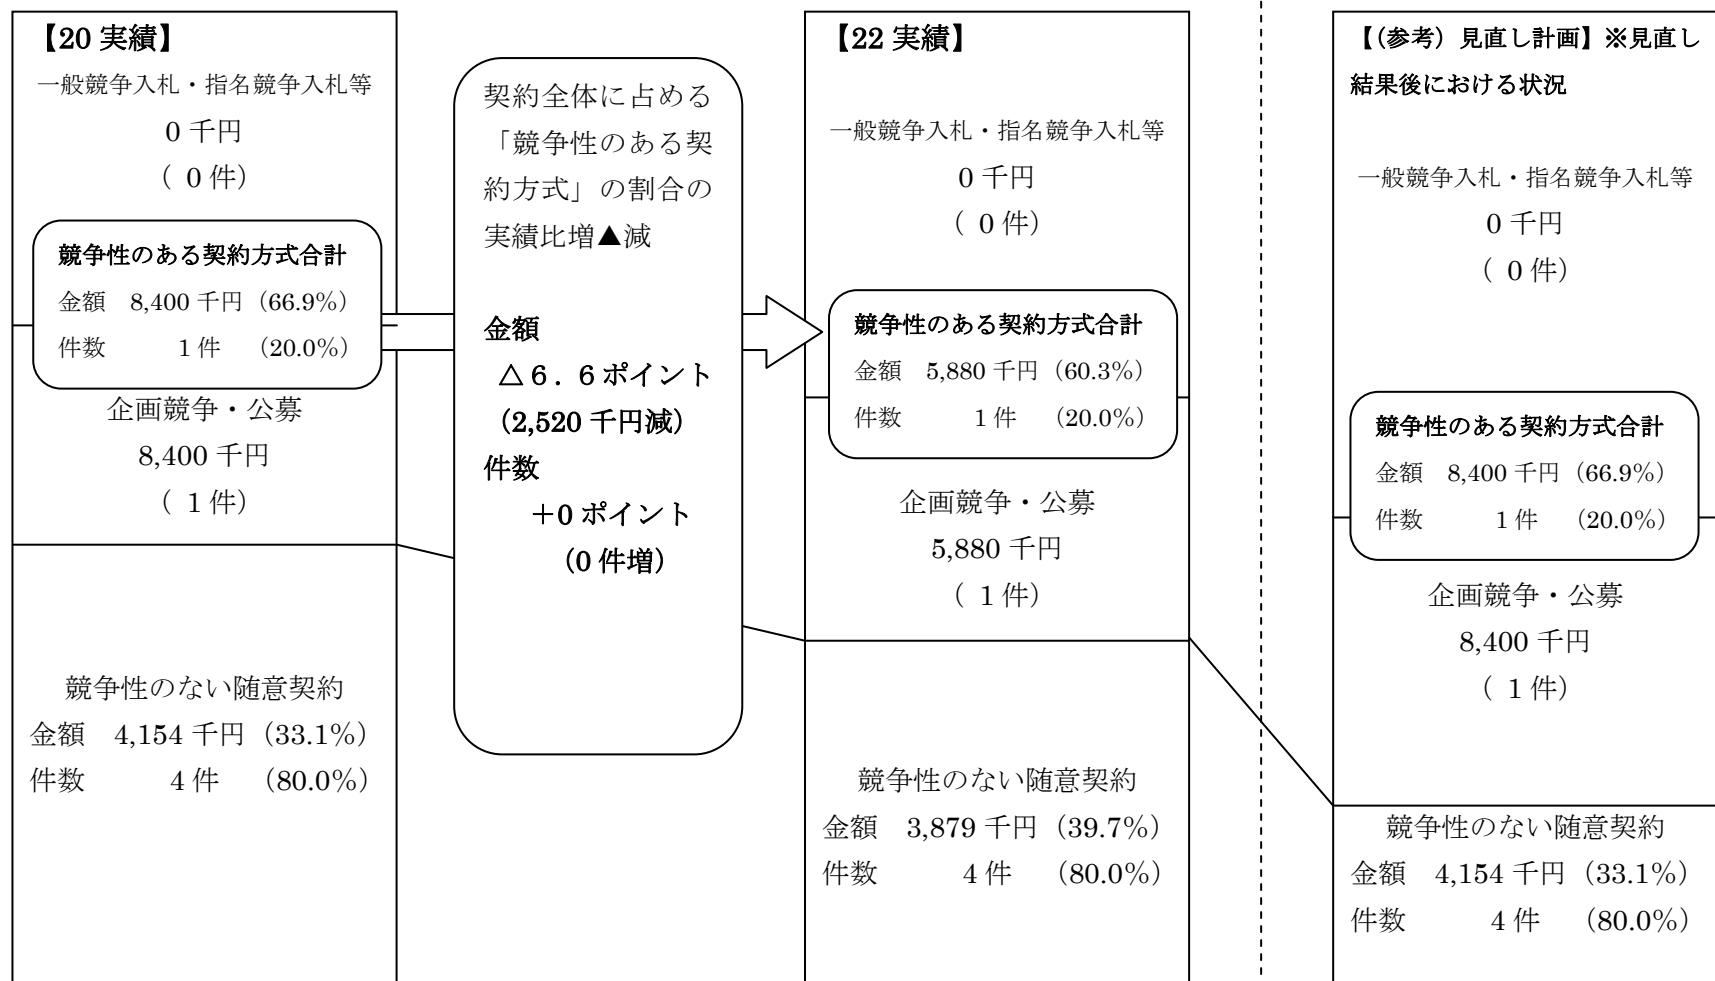 【20 実績】
一般競争入札・指名競争入札等
0 千円
（ 0 件）
競争性のある契約方式合計
金額 8,400 千円（66.9%）
件数 1 件 （20.0%）
企画競争・公募
8,400 千円
（ 1 件）
競争性のない随意契約
金額 4,154 千円（33.1%）
件数 4 件 （80.0%）
契約全体に占める
「競争性のある契
約方式」の割合の
実績比増▲減
金額
△６．６ポイント
（2,520 千円減）
件数
＋0 ポイント
（0 件増）
【22 実績】
一般競争入札・指名競争入札等
0 千円
（ 0 件）
競争性のある契約方式合計
金額 5,880 千円（60.3%）
件数 1 件 （20.0%）
企画競争・公募
5,880 千円
（ 1 件）
競争性のない随意契約
金額 3,879 千円（39.7%）
件数 4 件 （80.0%）
【(参考）見直し計画】※見直し
結果後における状況
一般競争入札・指名競争入札等
0 千円
（ 0 件）
競争性のある契約方式合計
金額 8,400 千円（66.9%）
件数 1 件 （20.0%）
企画競争・公募
8,400 千円
（ 1 件）
競争性のない随意契約
金額 4,154 千円（33.1%）
件数 4 件 （80.0%）